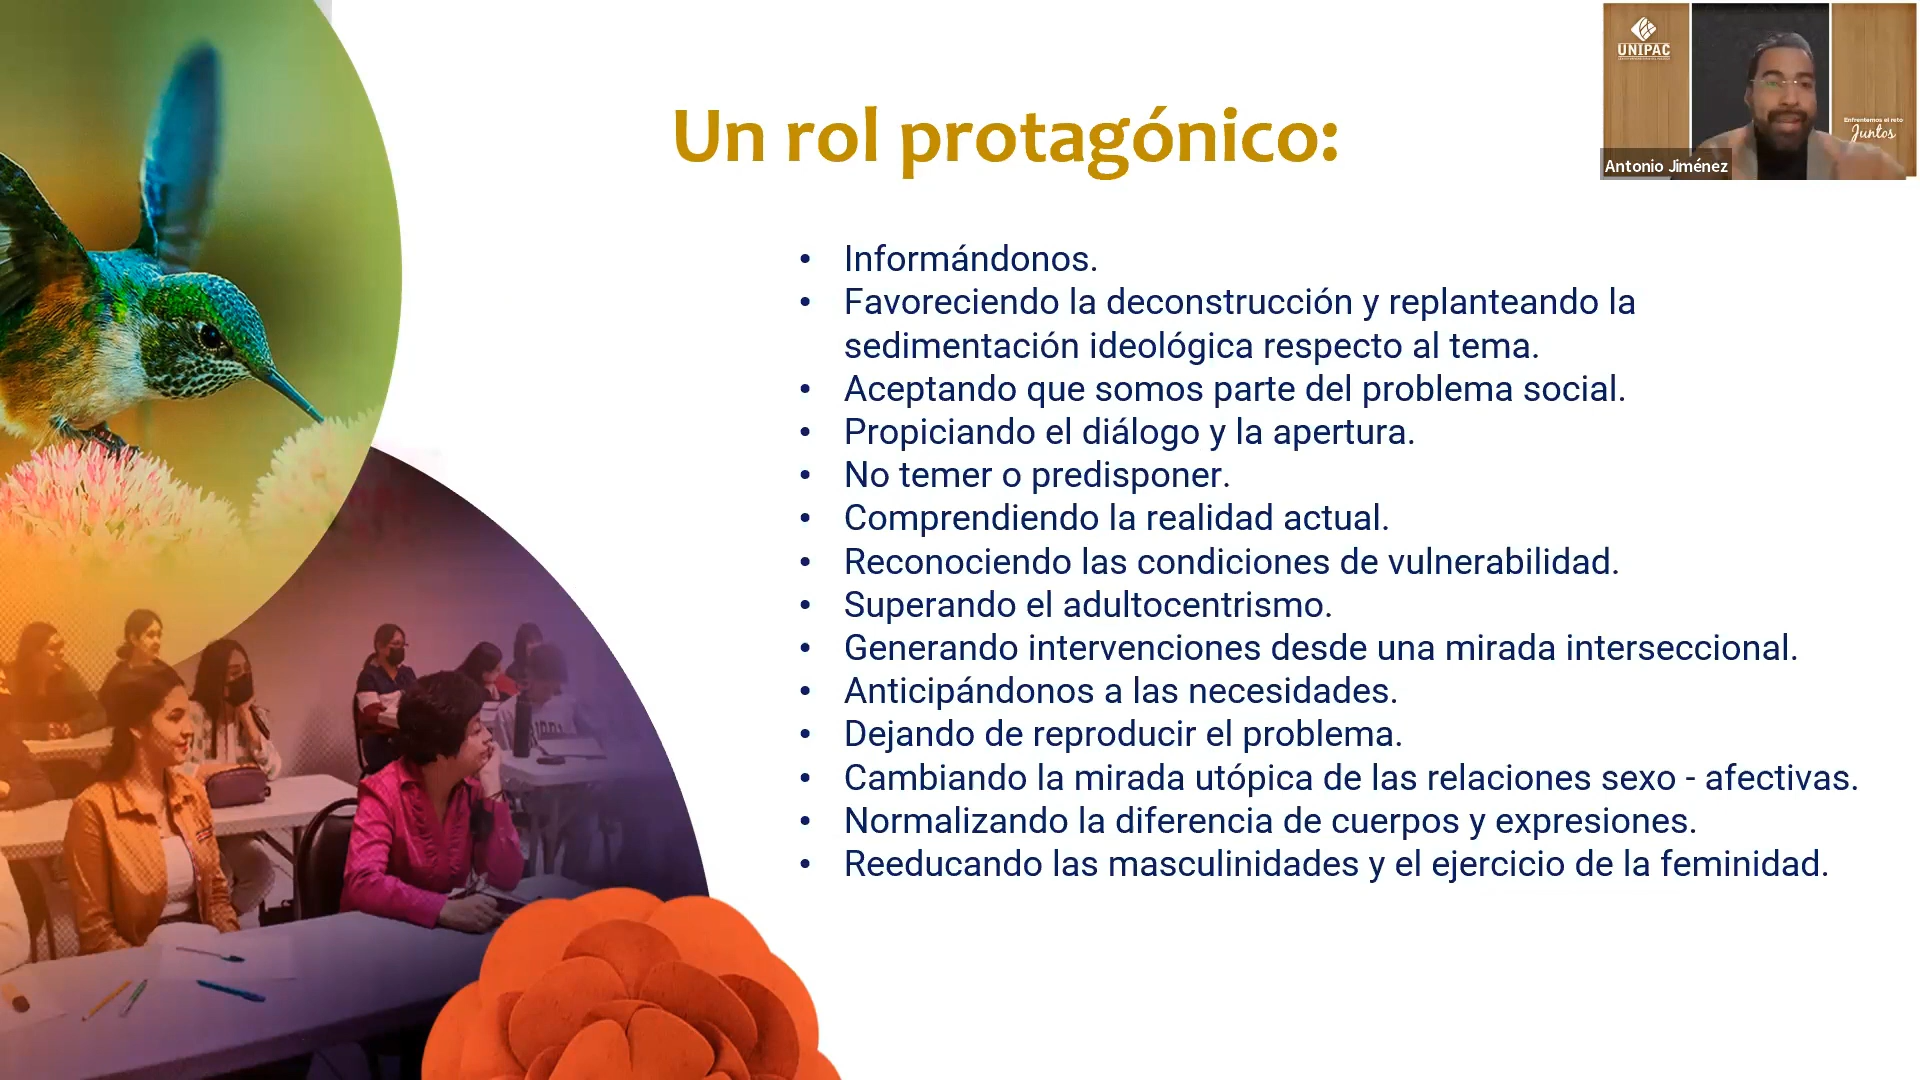 Un rol protagónico:
• Informándonos.
• Favoreciendo la deconstrucción y replanteando la
sedimentación ideológica respecto al tema.
• Aceptando que somos parte del problema social.
• Propiciando el diálogo y la apertura.
• No temer o predisponer.
• Comprendiendo la realidad actual.
• Reconociendo las condiciones de vulnerabilidad.
• Superando el adultocentrismo.
• Generando intervenciones desde una mirada interseccional.
• Anticipándonos a las necesidades.
• Dejando de reproducir el problema.
• Cambiando la mirada utópica de las relaciones sexo - afectivas.
• Normalizando la diferencia de cuerpos y expresiones.
• Reeducando las masculinidades y el ejercicio de la feminidad.
UNIPAC
Enfrentemos el reto
Juntos
Antonio Jiménez